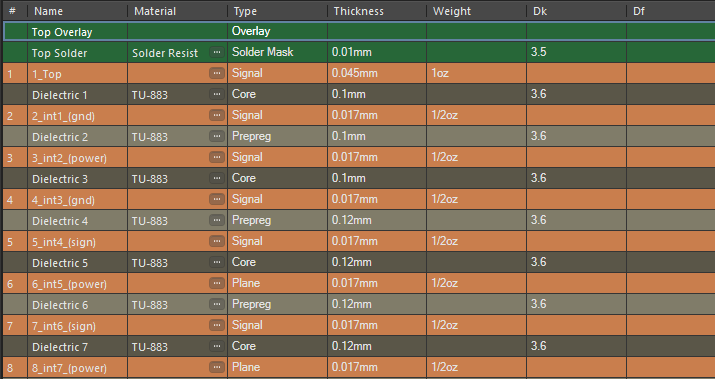 # Name Material Type Thickness Weight Dk Df
Top Overlay Overlay
Top Solder Solder Resist ... Solder Mask 0.01mm 3.5
1 1_Top ... Signal 0.045mm 1oz
Dielectric 1 TU-883 ... Core 0.1mm 3.6
2 2_int1_(gnd) ... Signal 0.017mm 1/2oz
Dielectric 2 TU-883 ... Prepreg 0.1mm 3.6
3 3_int2_(power) ... Signal 0.017mm 1/2oz
Dielectric 3 TU-883 ... Core 0.1mm 3.6
4 4_int3_(gnd) ... Signal 0.017mm 1/2oz
Dielectric 4 TU-883 ... Prepreg 0.12mm 3.6
5 5_int4_(sign) ... Signal 0.017mm 1/2oz
Dielectric 5 TU-883 ... Core 0.12mm 3.6
6 6_int5_(power) ... Plane 0.017mm 1/2oz
Dielectric 6 TU-883 ... Prepreg 0.12mm 3.6
7 7_int6_(sign) ... Signal 0.017mm 1/2oz
Dielectric 7 TU-883 ... Core 0.12mm 3.6
8 8_int7_(power) ... Plane 0.017mm 1/2oz